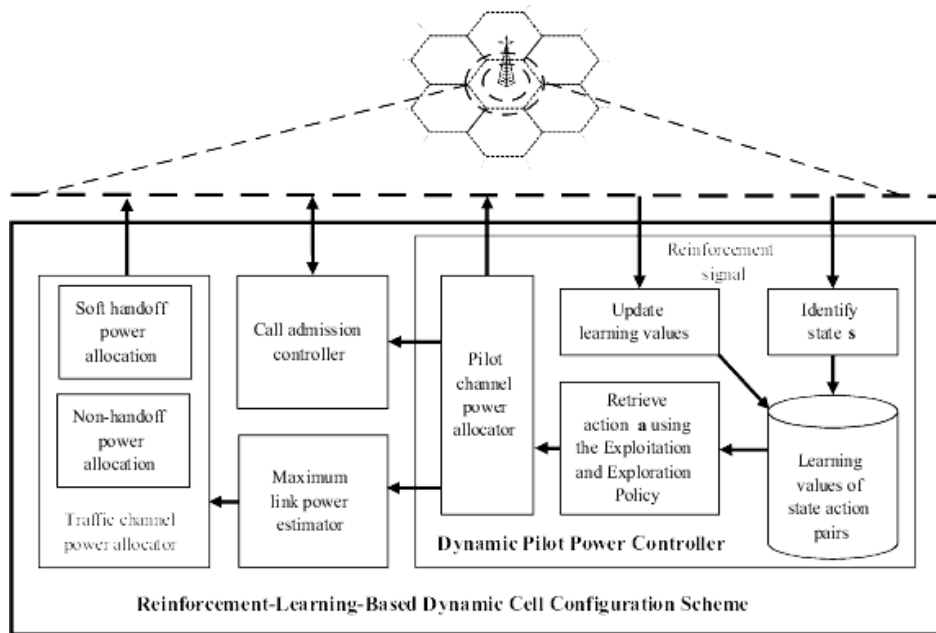 Reinforcement
signal
Soft handoff
power
allocation
Non-handoff
power
allocation
Traffic channel
power allocator
Call admission
controller
Maximum
link power
estimator
Pilot
channel
power
allocator
Update
learning values
Identify
state s
Retrieve
action a using
the Exploitation
and Exploration
Policy
Learning
values of
state action
pairs
Dynamic Pilot Power Controller
Reinforcement-Learning-Based Dynamic Cell Configuration Scheme